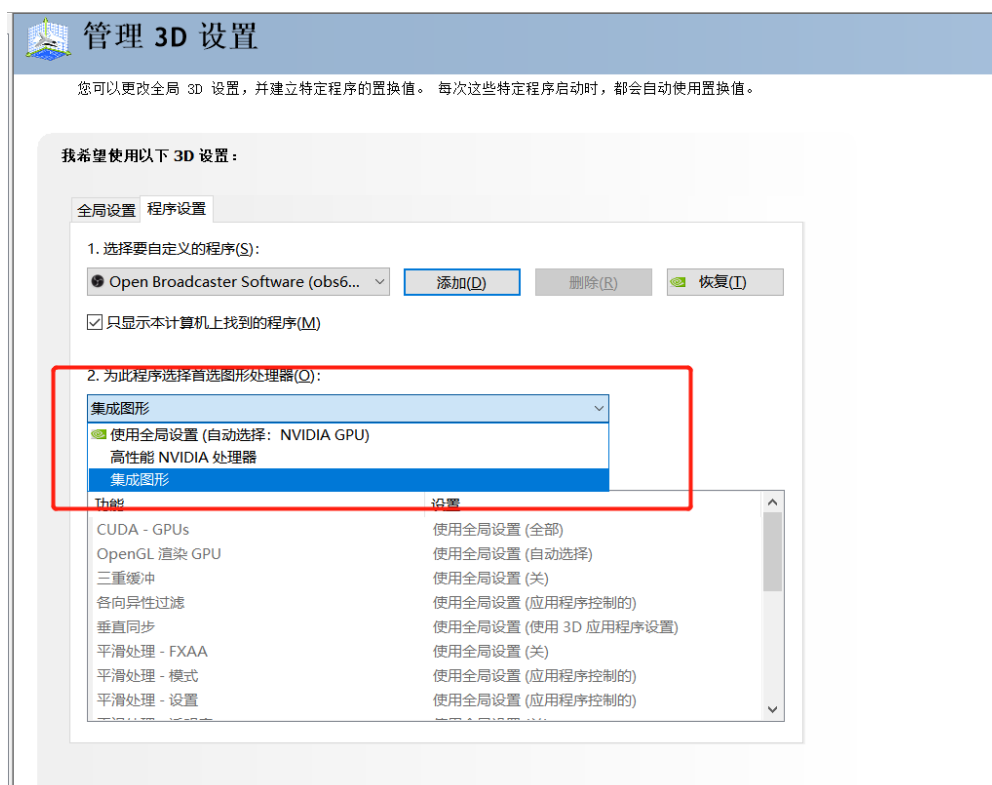 管理 3D 设置
您可以更改全局 3D 设置，并建立特定程序的置换值。 每次这些特定程序启动时，都会自动使用置换值。
我希望使用以下 3D 设置：
全局设置 程序设置
1. 选择要自定义的程序(S):
Open Broadcaster Software (obs6... 添加(D) 删除(R) 恢复(T)
只显示本计算机上找到的程序(M)
2. 为此程序选择首选图形处理器(O):
集成图形
使用全局设置 (自动选择：NVIDIA GPU)
高性能 NVIDIA 处理器
集成图形
功能 设置
CUDA - GPUs 使用全局设置 (全部)
OpenGL 渲染 GPU 使用全局设置 (自动选择)
三重缓冲 使用全局设置 (关)
各向异性过滤 使用全局设置 (应用程序控制的)
垂直同步 使用全局设置 (使用 3D 应用程序设置)
平滑处理 - FXAA 使用全局设置 (关)
平滑处理 - 模式 使用全局设置 (应用程序控制的)
平滑处理 - 设置 使用全局设置 (应用程序控制的)